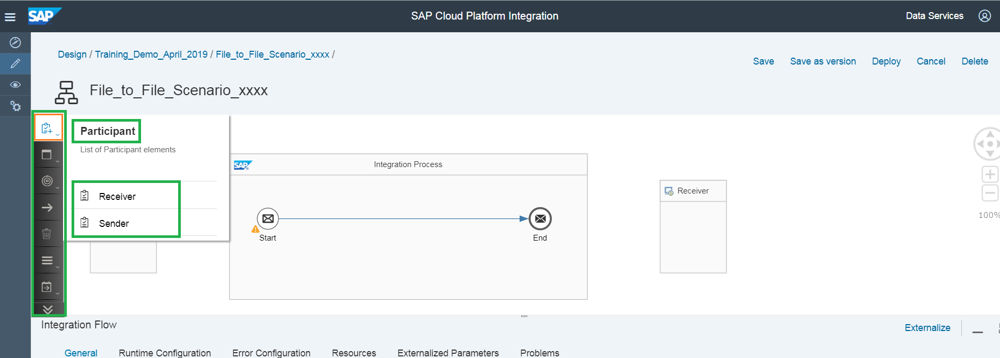 SAP
SAP Cloud Platform Integration
Data Services
Design / Training_Demo_April_2019 / File_to_File_Scenario_xxxx /
Save
Save as version
Deploy
Cancel
Delete
File_to_File_Scenario_xxxx
Participant
List of Participant elements
Receiver
Sender
SAP
Integration Process
Start
End
Receiver
100%
Integration Flow
Externalize
General
Runtime Configuration
Error Configuration
Resources
Externalized Parameters
Problems